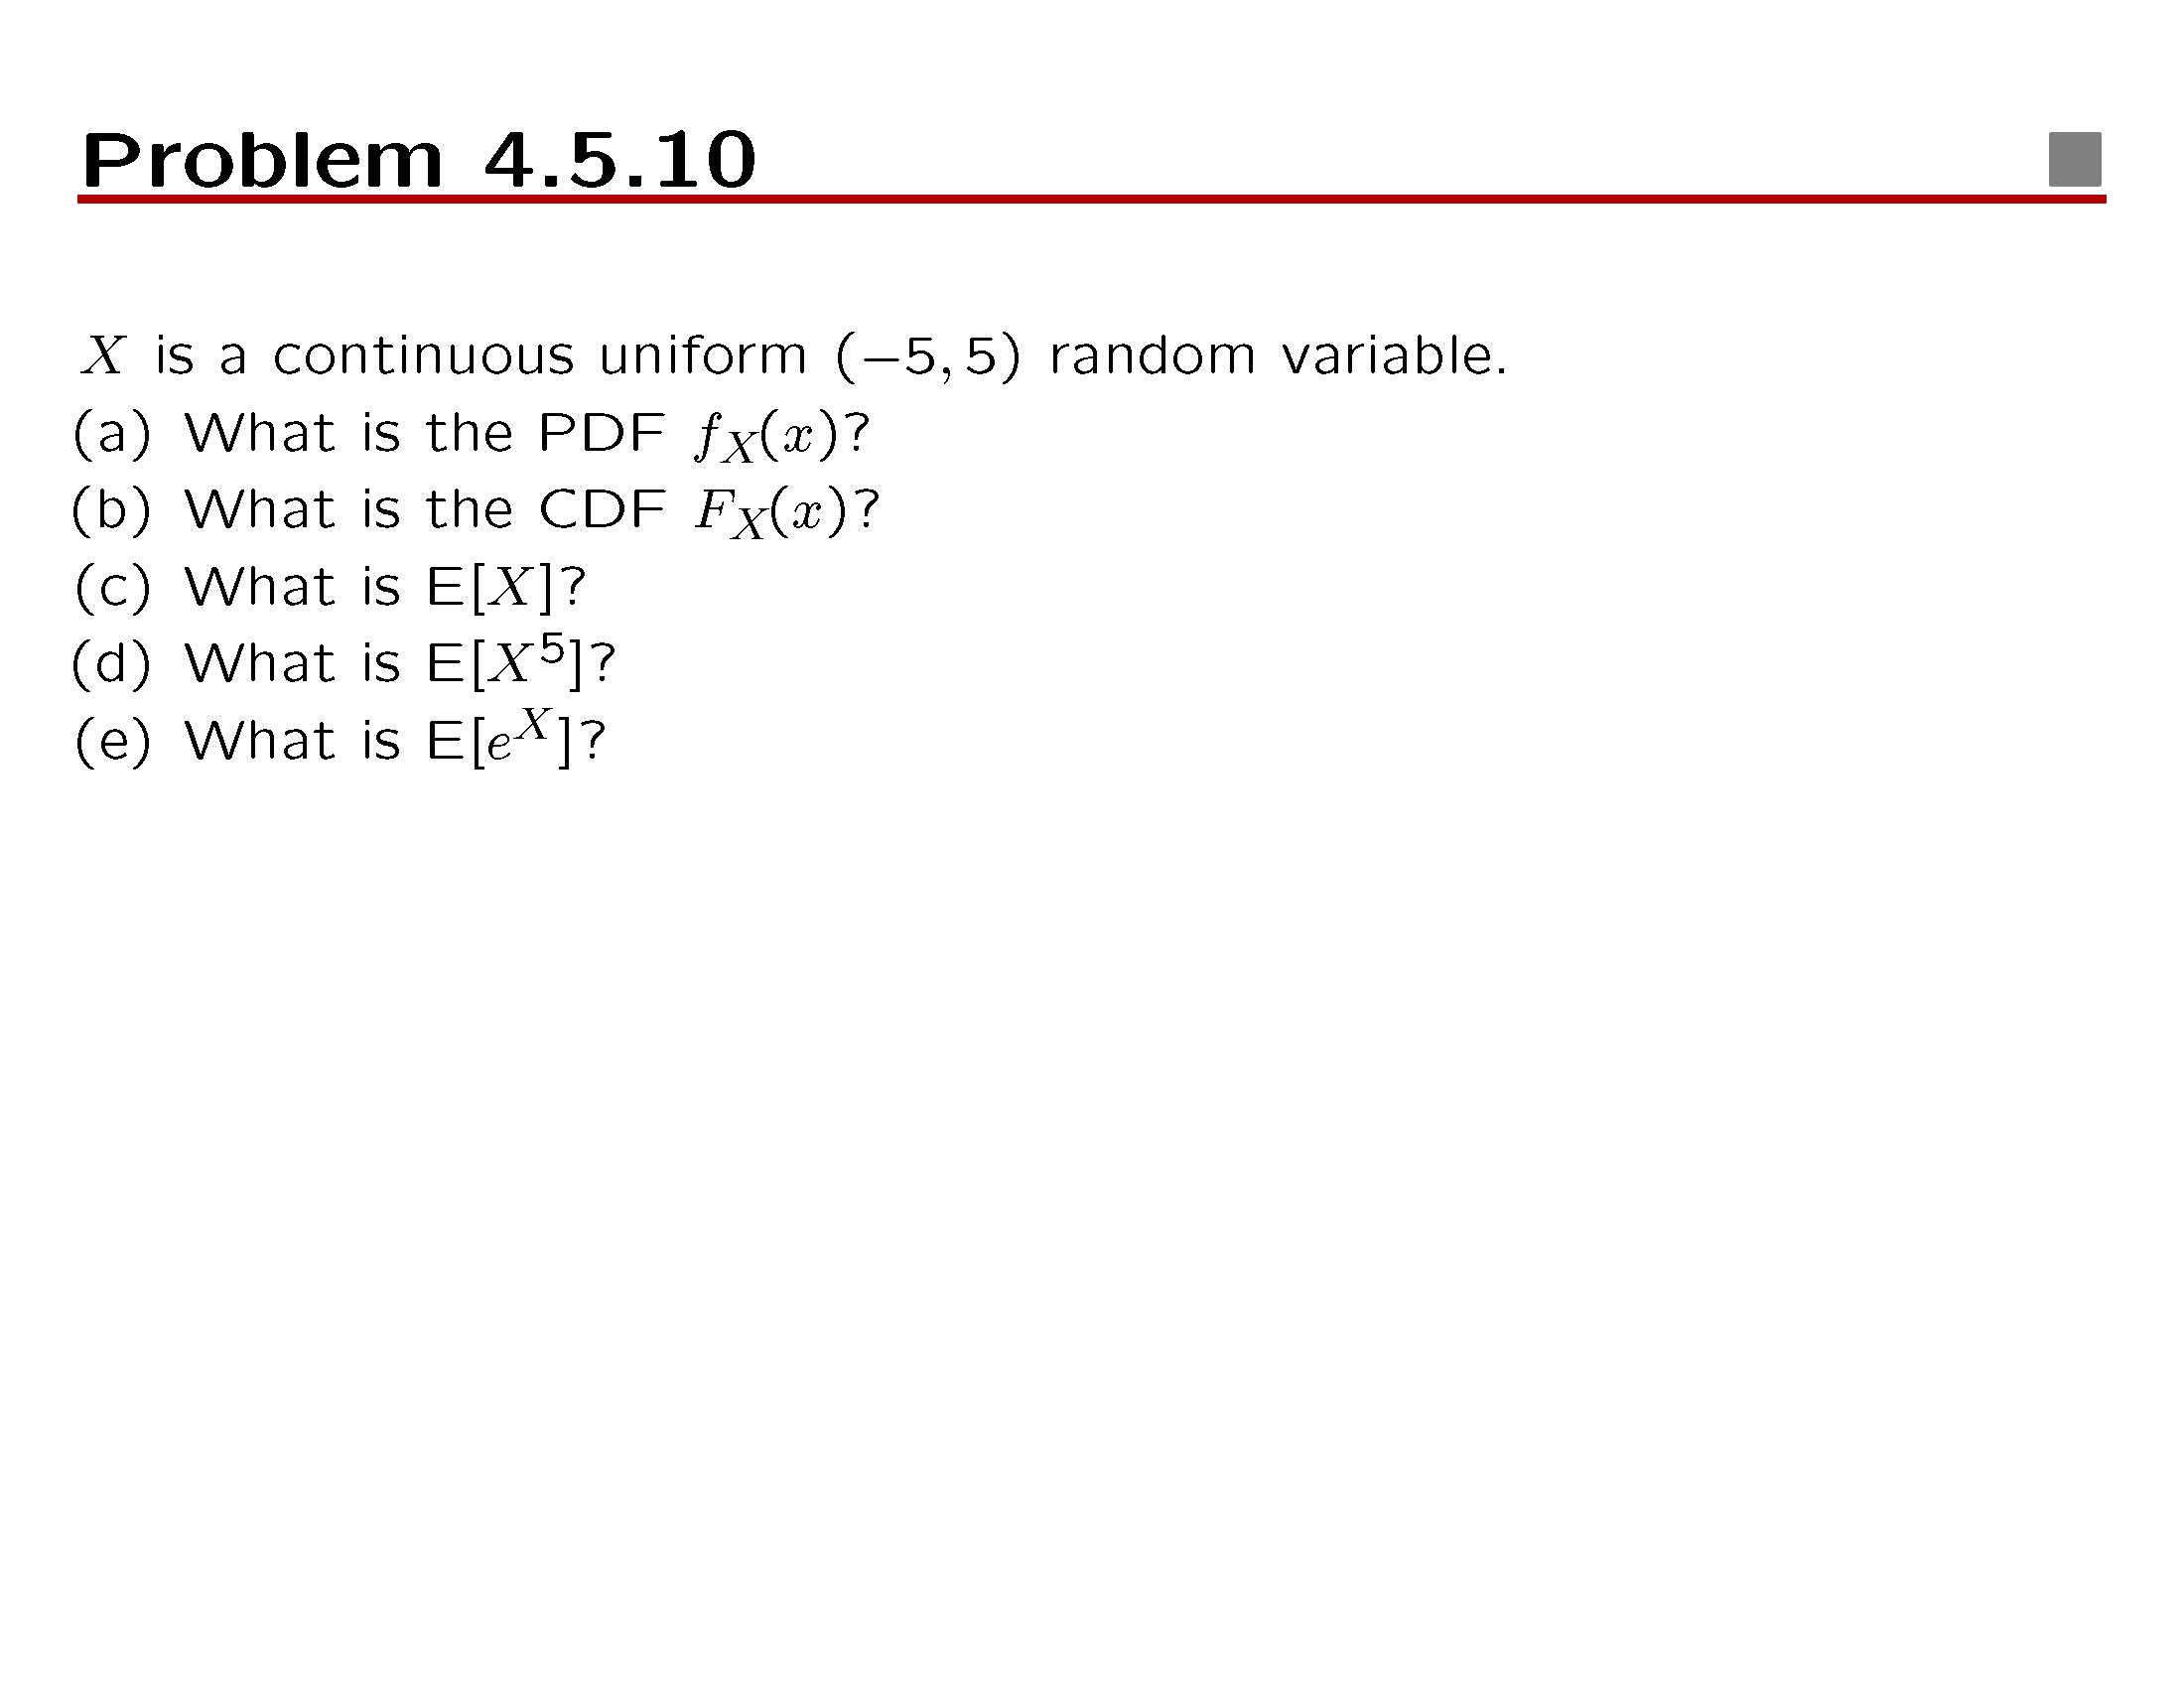 Problem 4.5.10
X is a continuous uniform (−5, 5) random variable.
(a) What is the PDF f_X(x)?
(b) What is the CDF F_X(x)?
(c) What is E[X]?
(d) What is E[X^5]?
(e) What is E[e^X]?